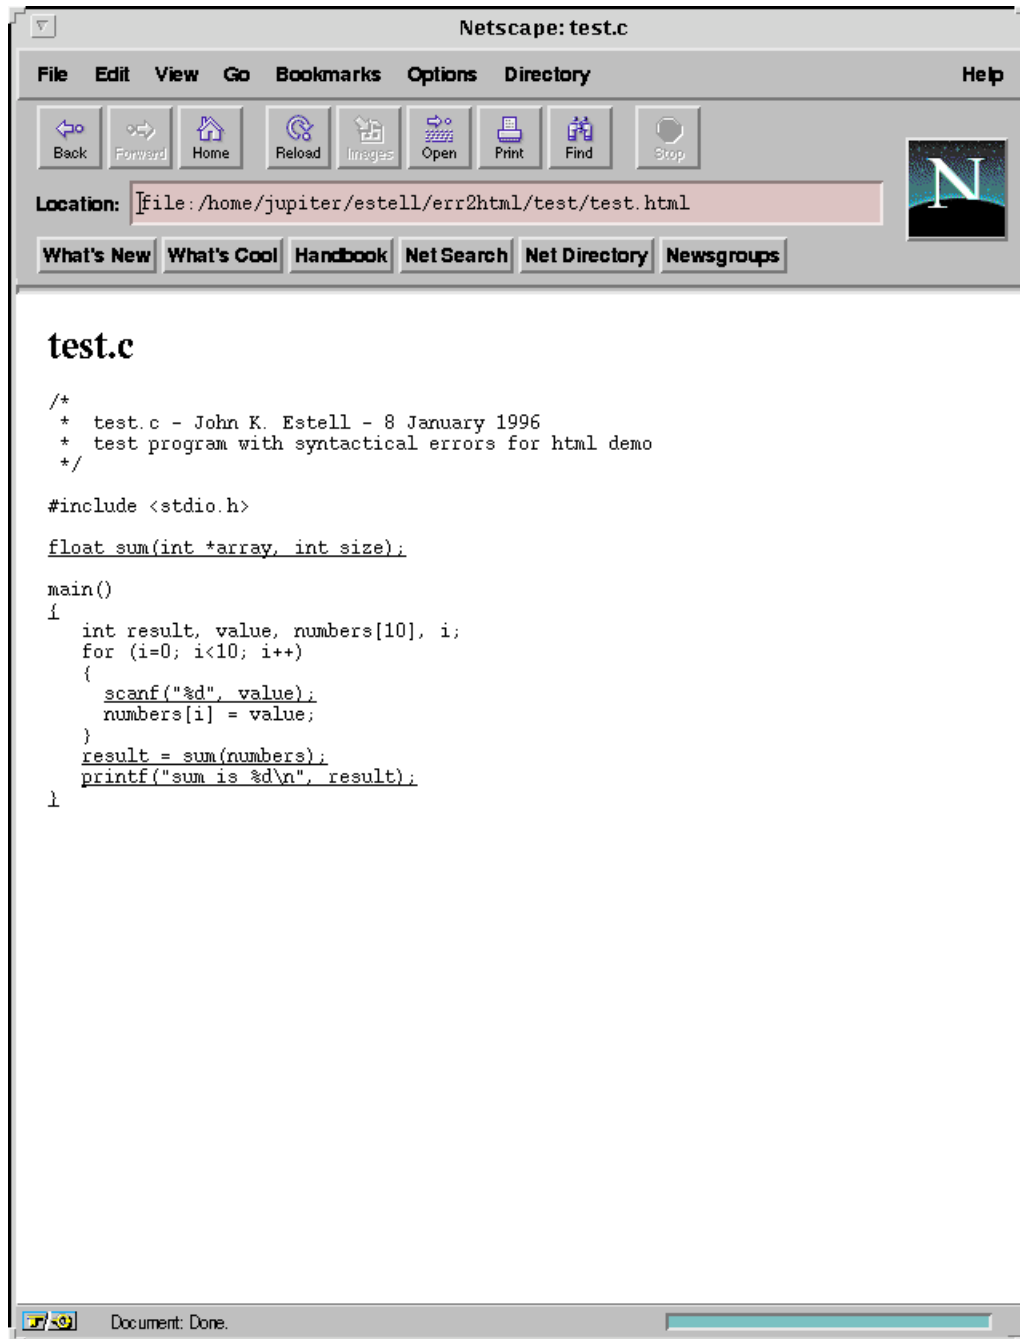 Netscape: test.c
File Edit View Go Bookmarks Options Directory Help
Back Forward Home Reload Images Open Print Find Stop
N
Location: file:/home/jupiter/estell/err2html/test/test.html
What's New What's Cool Handbook Net Search Net Directory Newsgroups
test.c
/*
 *  test.c - John K. Estell - 8 January 1996
 *  test program with syntactical errors for html demo
 */
#include <stdio.h>
float sum(int *array, int size);
main()
{
   int result, value, numbers[10], i;
   for (i=0; i<10; i++)
   {
     scanf("%d", value);
     numbers[i] = value;
   }
   result = sum(numbers);
   printf("sum is %d\n", result);
}
Document: Done.